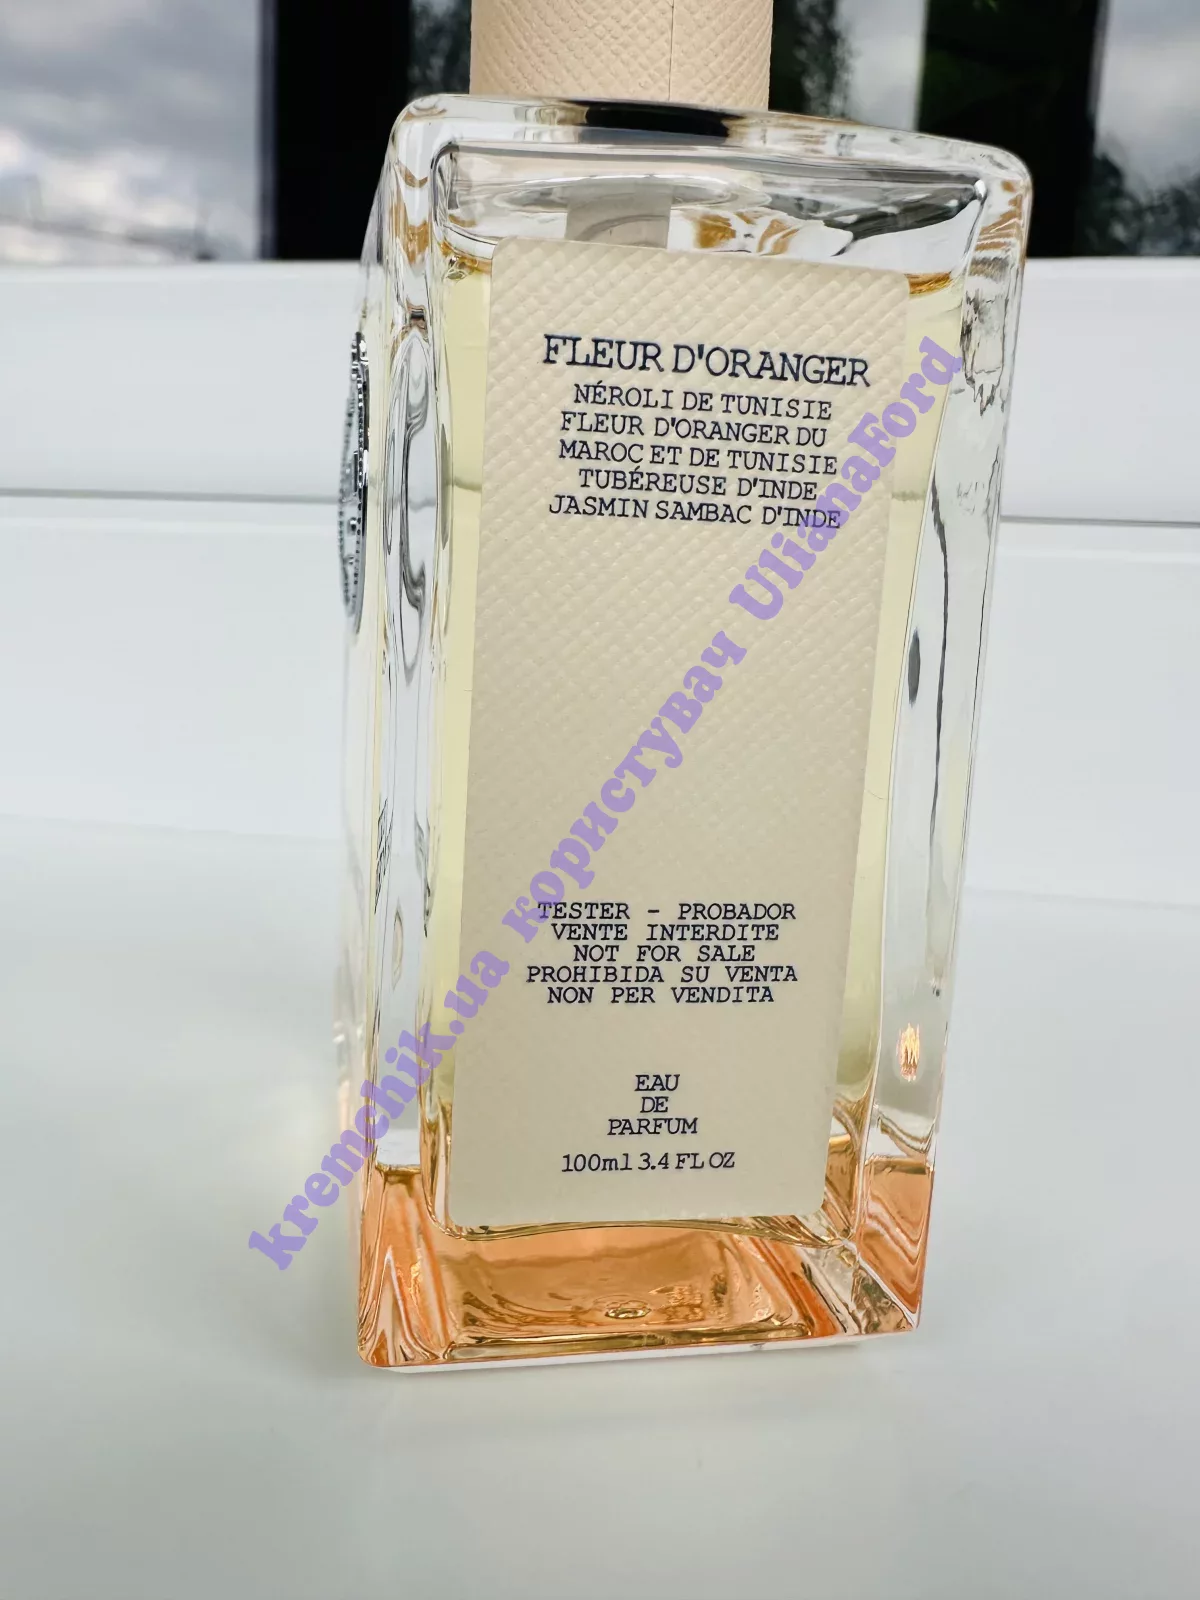 FLEUR D'ORANGER
NÉROLI DE TUNISIE
FLEUR D'ORANGER DU
MAROC ET DE TUNISIE
TUBÉREUSE D'INDE
JASMIN SAMBAC D'INDE
kremchik.ua користувач UlianaFord
TESTER - PROBADOR
VENTE INTERDITE
NOT FOR SALE
PROHIBIDA SU VENTA
NON PER VENDITA
EAU
DE
PARFUM
100ml 3.4 FL OZ